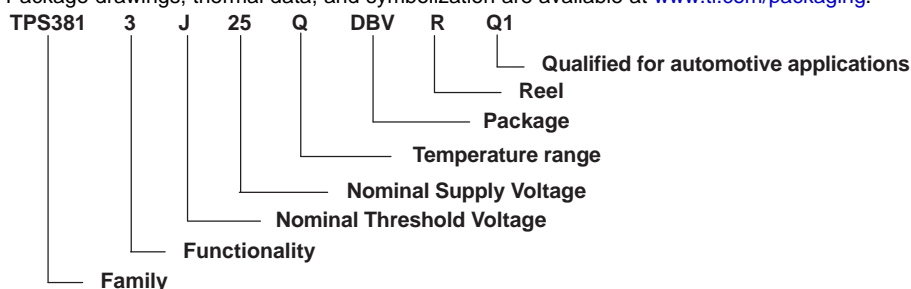 Package drawings, thermal data, and symbolization are available at www.ti.com/packaging.
TPS381 3 J 25 Q DBV R Q1
Qualified for automotive applications
Reel
Package
Temperature range
Nominal Supply Voltage
Nominal Threshold Voltage
Functionality
Family